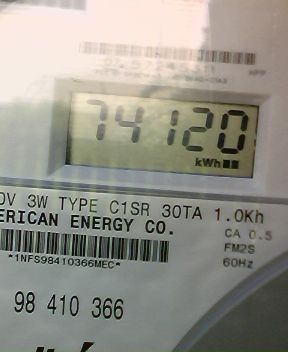 74120
kWh
0V 3W TYPE C1SR 30TA 1.0Kh
ERICAN ENERGY CO.
CA 0.5
*1NFS98410366MEC*
FM2S
60Hz
98 410 366